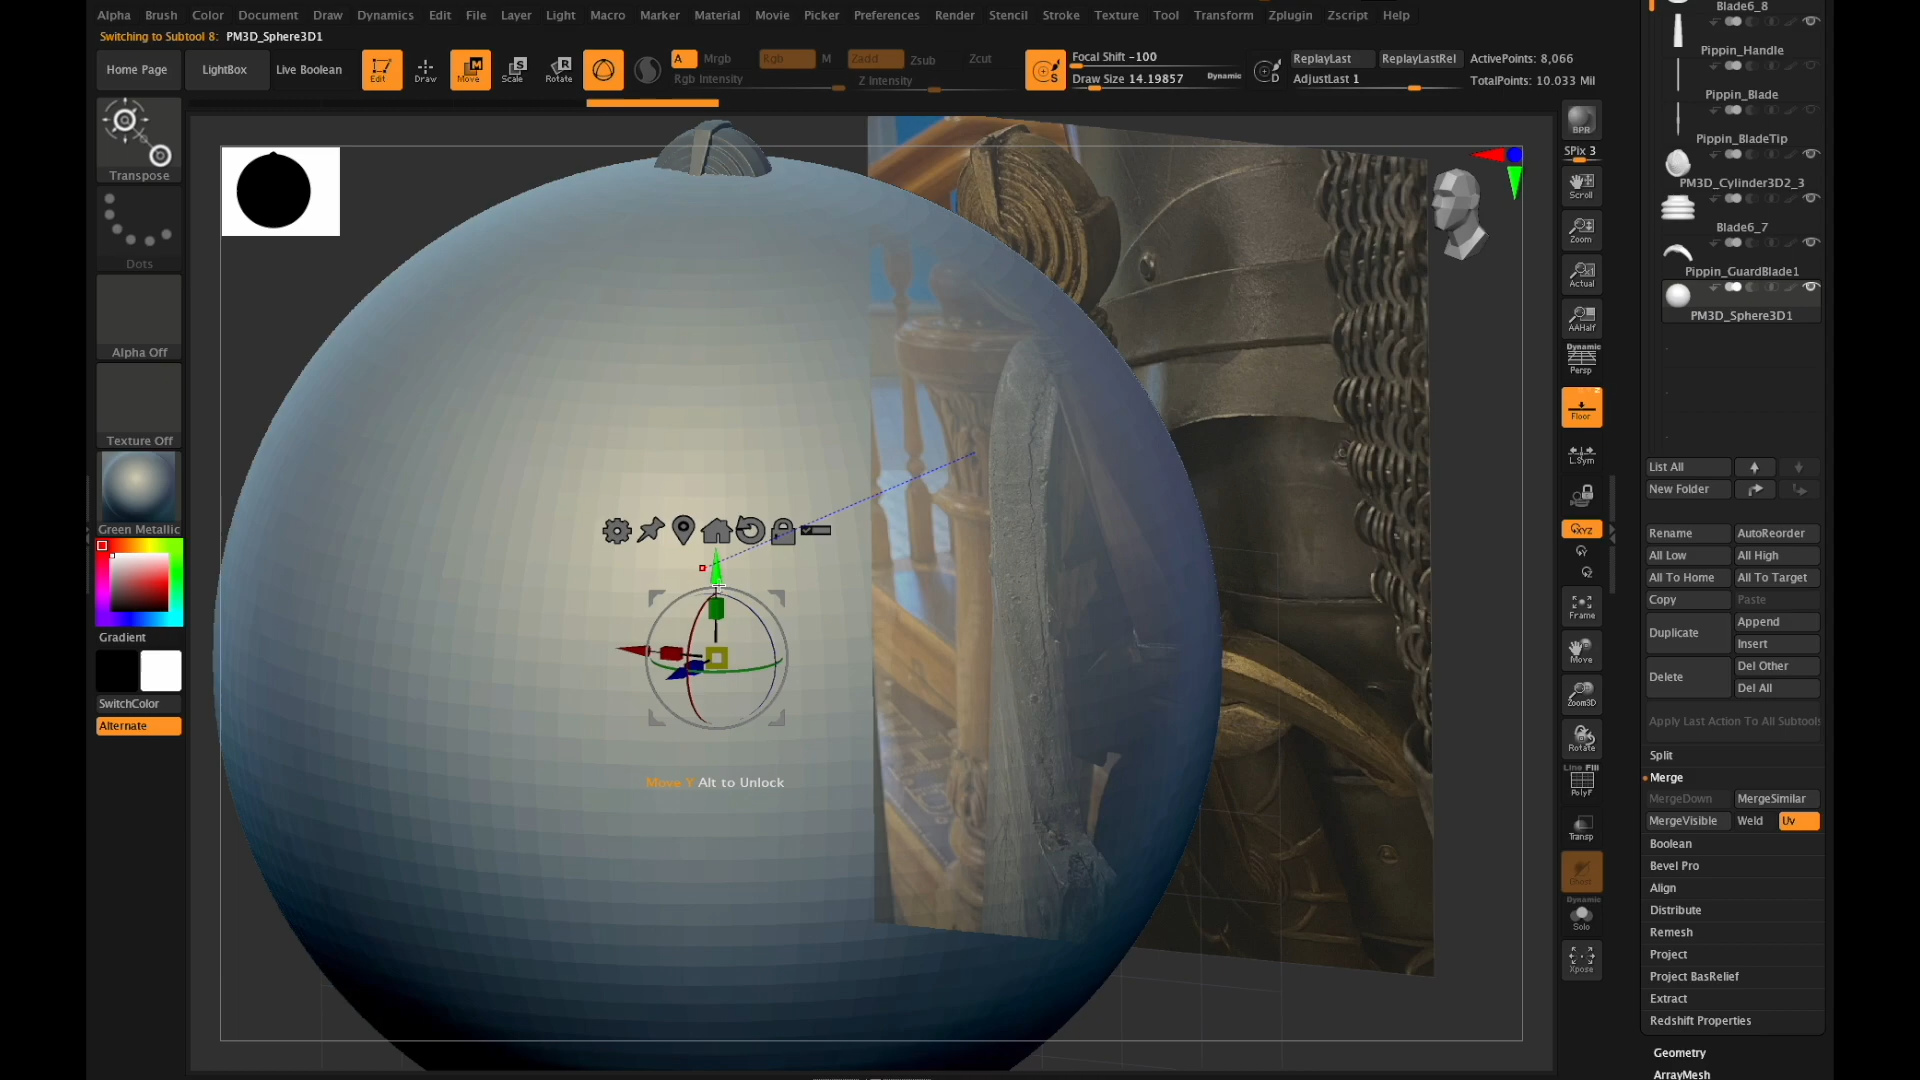 Alpha Brush Color Document Draw Dynamics Edit File Layer Light Macro Marker Material Movie Picker Preferences Render Stencil Stroke Texture Tool Transform Zplugin Zscript Help
Switching to Subtool 8: PM3D_Sphere3D1
Home Page
LightBox
Live Boolean
Edit
Draw
Move
Scale
Rotate
A Mrgb
Rgb M
Zadd Zsub Zcut
Rgb Intensity
Z Intensity
S
Focal Shift -100
Draw Size 14.19857 Dynamic
D
ReplayLast ReplayLastRel
AdjustLast 1
ActivePoints: 8,066
TotalPoints: 10.033 Mil
Transpose
Dots
Alpha Off
Texture Off
Green Metallic
Gradient
SwitchColor
Alternate
Move Y Alt to Unlock
BPR
SPix 3
Scroll
Zoom
Actual
AAHalf
Dynamic
Persp
Floor
L.Sym
XYZ
Frame
Move
Zoom3D
Rotate
Line Fill
PolyF
Transp
Ghost
Dynamic
Solo
Xpose
Blade6_8
Pippin_Handle
Pippin_Blade
Pippin_BladeTip
PM3D_Cylinder3D2_3
Blade6_7
Pippin_GuardBlade1
PM3D_Sphere3D1
List All
New Folder
Rename AutoReorder
All Low All High
All To Home All To Target
Copy Paste
Duplicate Append
Insert
Delete Del Other
Del All
Apply Last Action To All Subtools
Split
Merge
MergeDown MergeSimilar
MergeVisible Weld Uv
Boolean
Bevel Pro
Align
Distribute
Remesh
Project
Project BasRelief
Extract
Redshift Properties
Geometry
ArrayMesh